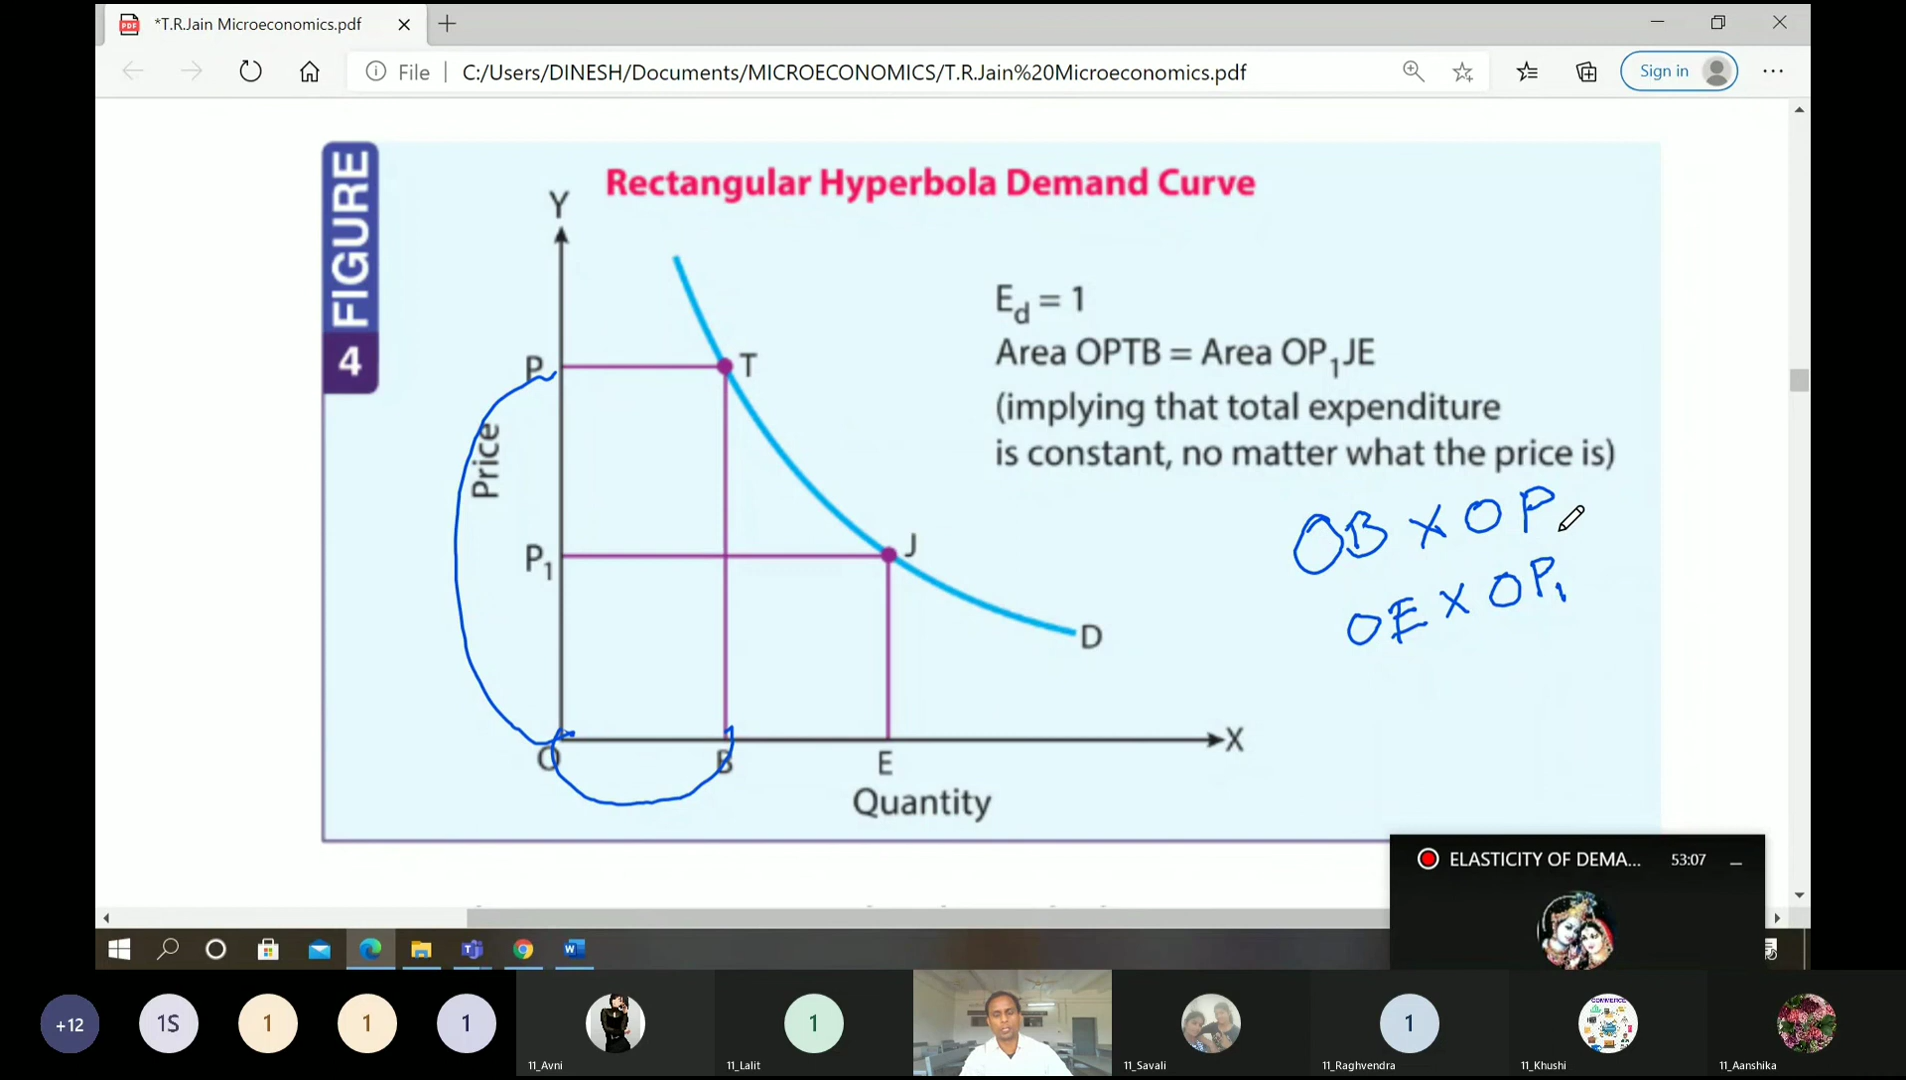 *T.R.Jain Microeconomics.pdf
File C:/Users/DINESH/Documents/MICROECONOMICS/T.R.Jain%20Microeconomics.pdf Sign in
FIGURE
4
Rectangular Hyperbola Demand Curve
Y
Ed = 1
Area OPTB = Area OP1JE
(implying that total expenditure
is constant, no matter what the price is)
P
T
Price
OB X OP
P1
J
OE X OP1
D
X
O
B
E
Quantity
ELASTICITY OF DEMA... 53:07
+12
1S
1
1
1
1
1
COMMERCE
11_Avni
11_Lalit
11_Savali
11_Raghvendra
11_Khushi
11_Aanshika